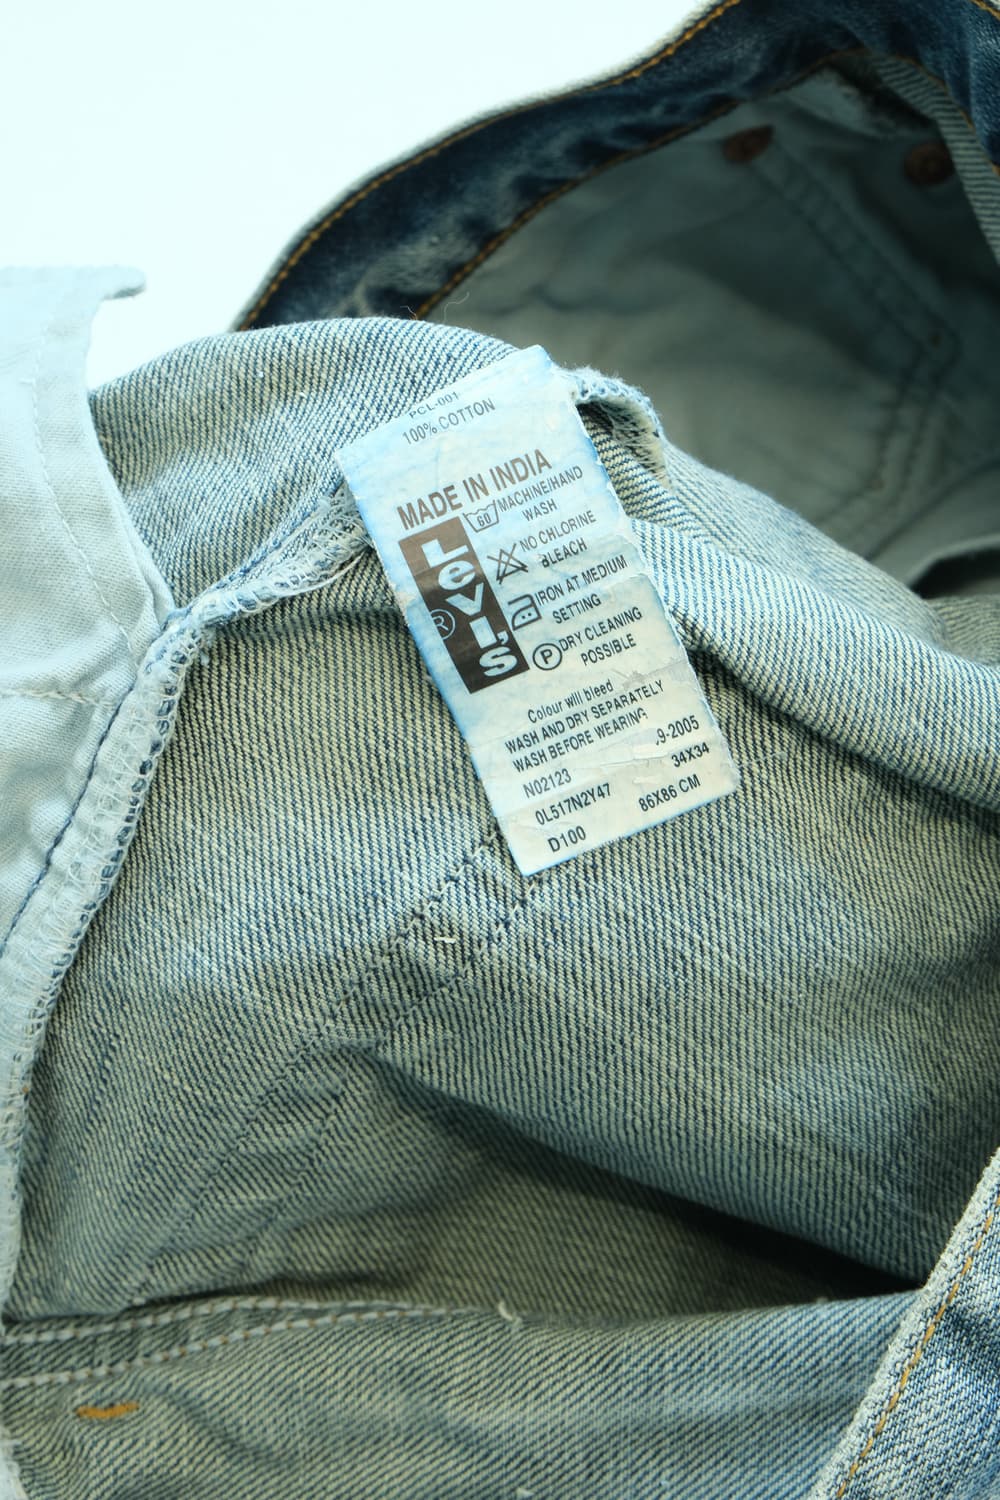 PCL-001
100% COTTON
MADE IN INDIA
60 MACHINE/HAND
WASH
NO CHLORINE
BLEACH
IRON AT MEDIUM
SETTING
P DRY CLEANING
POSSIBLE
Levi's ®
Colour will bleed
WASH AND DRY SEPARATELY
WASH BEFORE WEARING
N02123 9-2005
0L517N2Y47 34X34
D100 86X86 CM